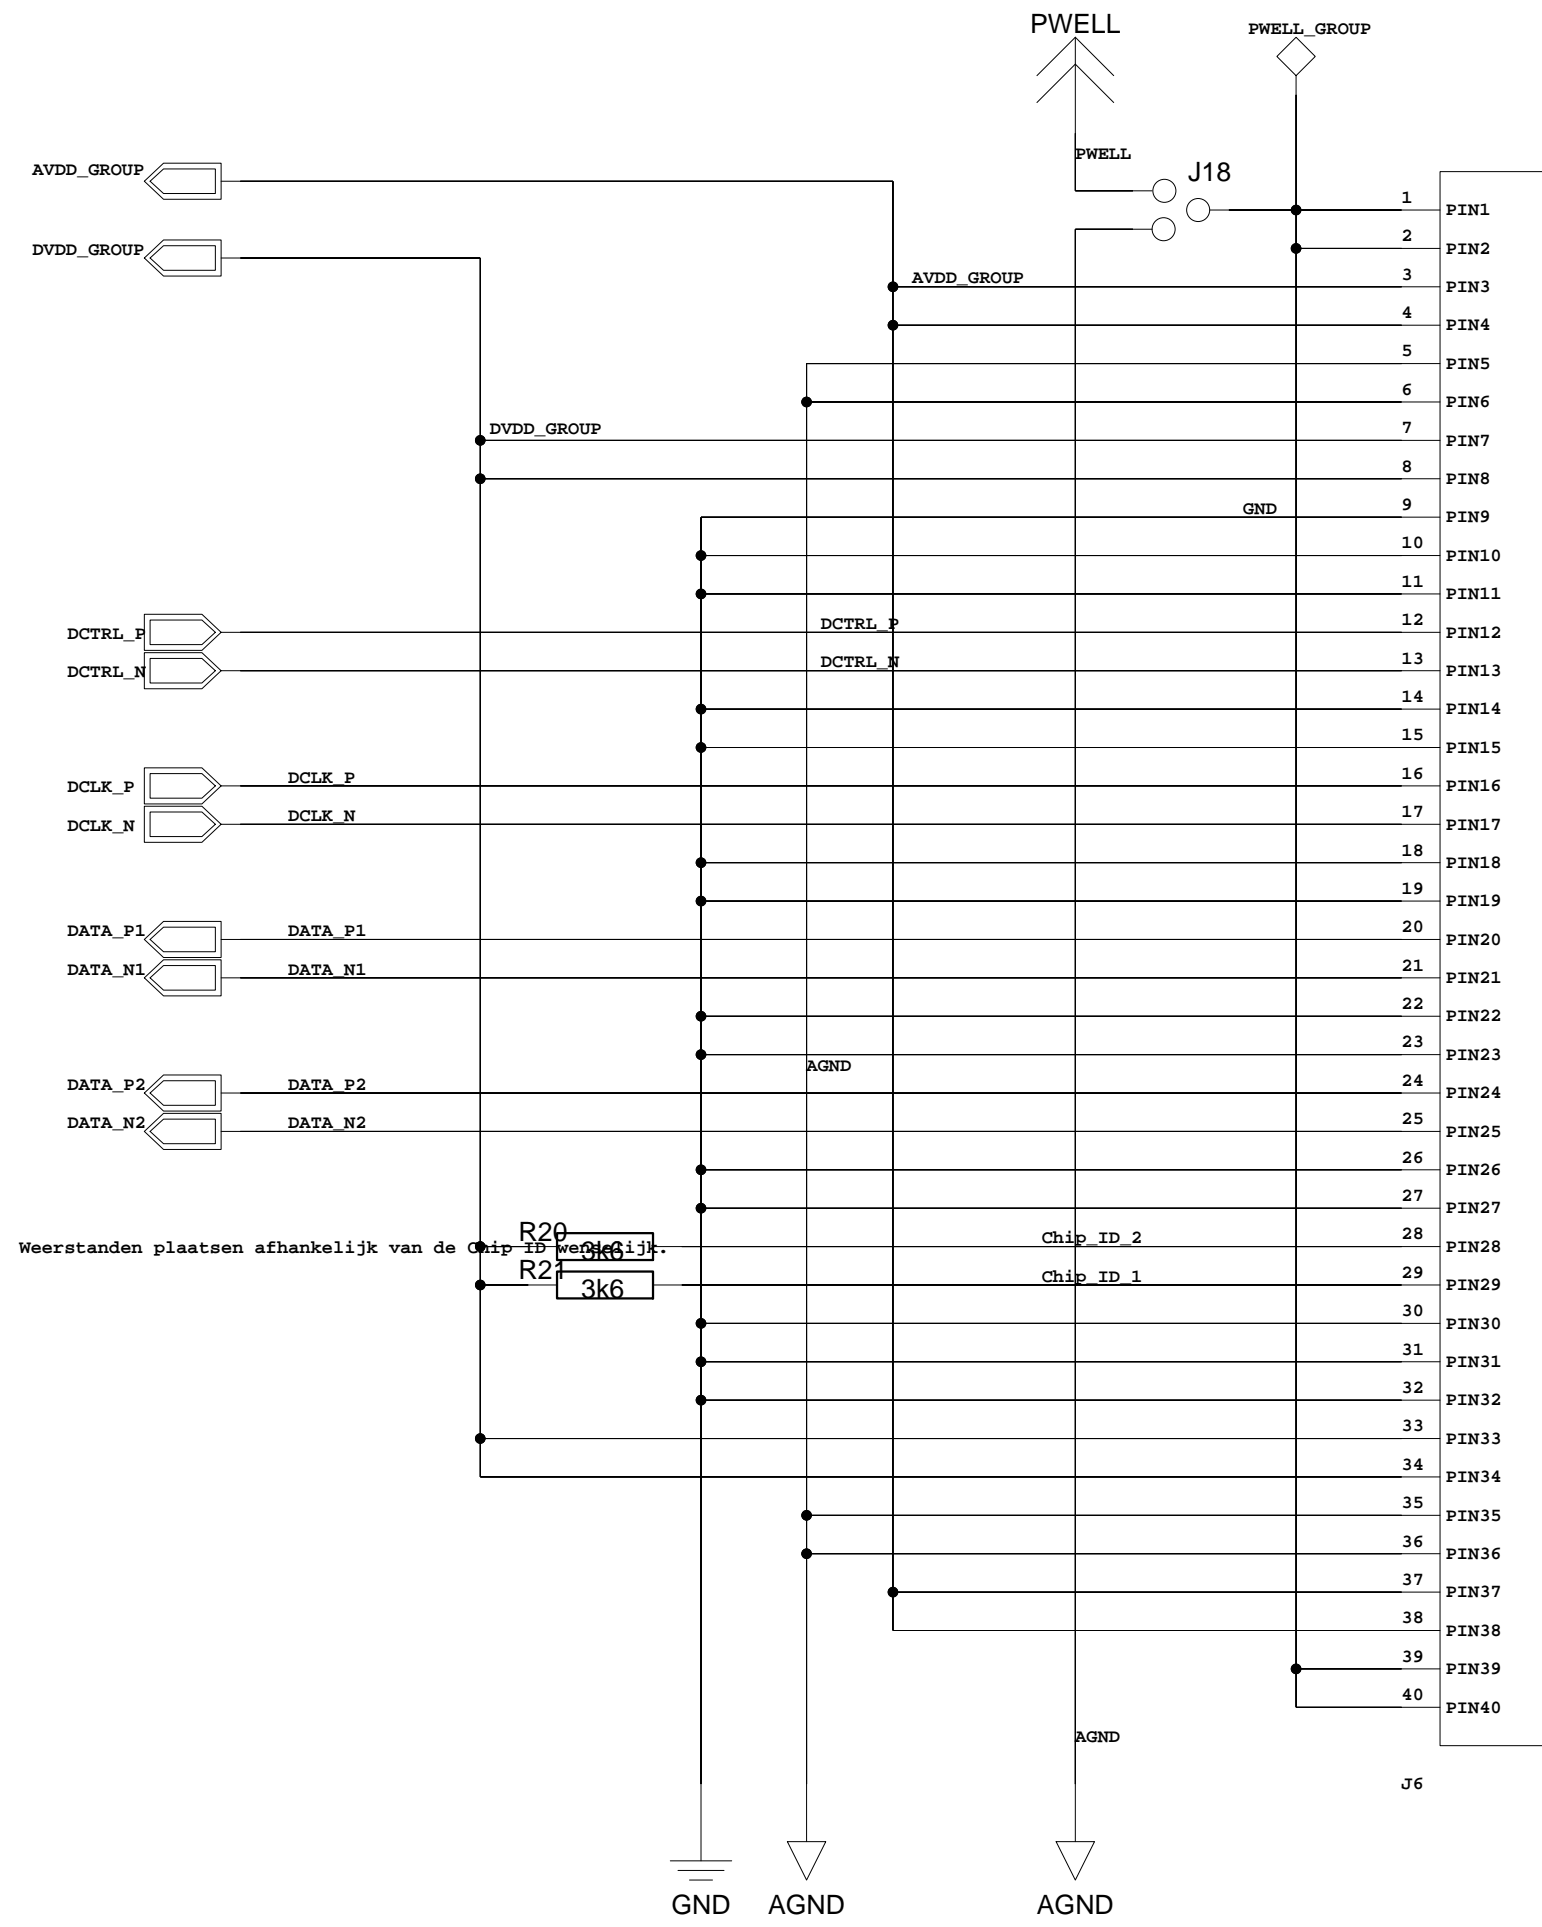 PWELL
PWELL_GROUP
PWELL
J18
AVDD_GROUP
DVDD_GROUP
1 PIN1
2 PIN2
AVDD_GROUP 3 PIN3
4 PIN4
5 PIN5
6 PIN6
DVDD_GROUP 7 PIN7
8 PIN8
GND 9 PIN9
10 PIN10
11 PIN11
DCTRL_P DCTRL_P 12 PIN12
DCTRL_N DCTRL_N 13 PIN13
14 PIN14
15 PIN15
DCLK_P DCLK_P 16 PIN16
DCLK_N DCLK_N 17 PIN17
18 PIN18
19 PIN19
DATA_P1 DATA_P1 20 PIN20
DATA_N1 DATA_N1 21 PIN21
22 PIN22
23 PIN23
AGND
DATA_P2 DATA_P2 24 PIN24
DATA_N2 DATA_N2 25 PIN25
26 PIN26
27 PIN27
R20 3k6 Chip_ID_2 28 PIN28
Weerstanden plaatsen afhankelijk van de Chip ID wenselijk.
R21 3k6 Chip_ID_1 29 PIN29
30 PIN30
31 PIN31
32 PIN32
33 PIN33
34 PIN34
35 PIN35
36 PIN36
37 PIN37
38 PIN38
39 PIN39
40 PIN40
AGND
J6
GND AGND AGND